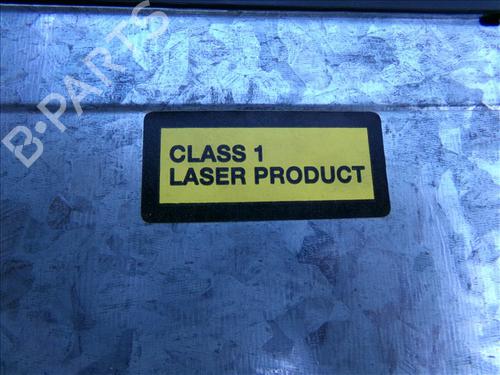 B-PARTS
CLASS 1
LASER PRODUCT